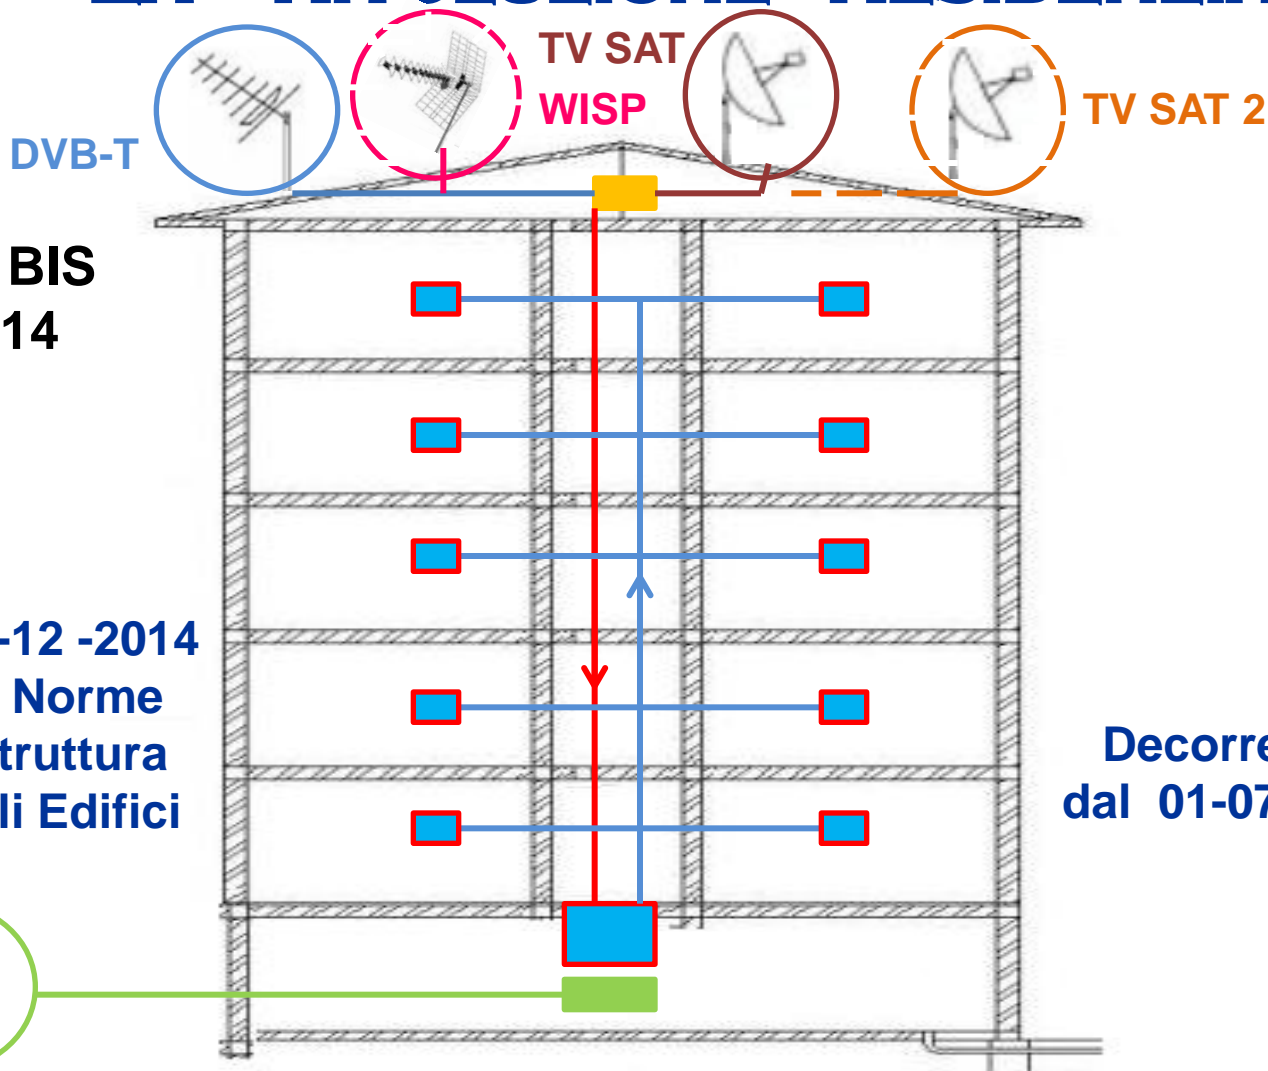 TV SAT
WISP
TV SAT 2
DVB-T
BIS
14
-12 -2014
Norme
truttura
li Edifici
Decorre
dal 01-07